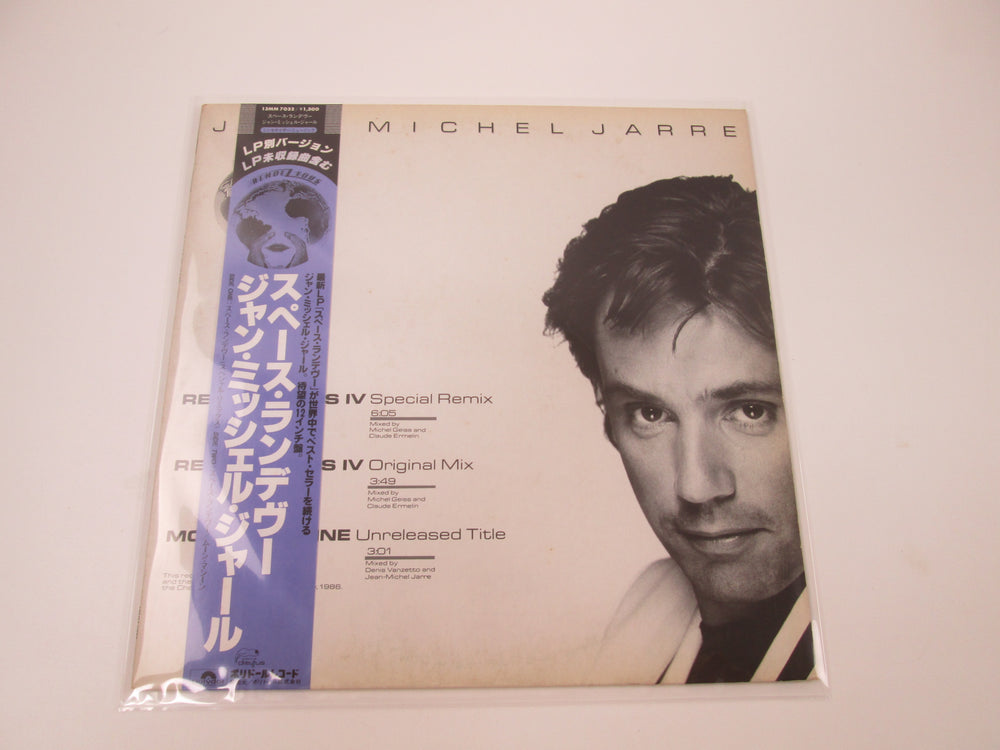 13MM 7033 / ¥1,300
スペース・ランデヴー
ジャン・ミッシェル・ジャール
LP別バージョン
LP未収録曲含む
RENDEZ-VOUS
J MICHEL JARRE
最新LP「スペース・ランデヴー」が世界中でベスト・セラーを続ける
ジャン・ミッシェル・ジャール。待望の12インチ盤。
スペース・ランデヴー
ジャン・ミッシェル・ジャール
RE S IV Special Remix
6:05
Mixed by
Michel Geiss and
Claude Ermelin
RE S IV Original Mix
3:49
Mixed by
Michel Geiss and
Claude Ermelin
MO NE Unreleased Title
3:01
Mixed by
Denis Vanzetto and
Jean-Michel Jarre
This rec
and the
the Che .1986.
dreyfus
polydor
ポリドール・レコード